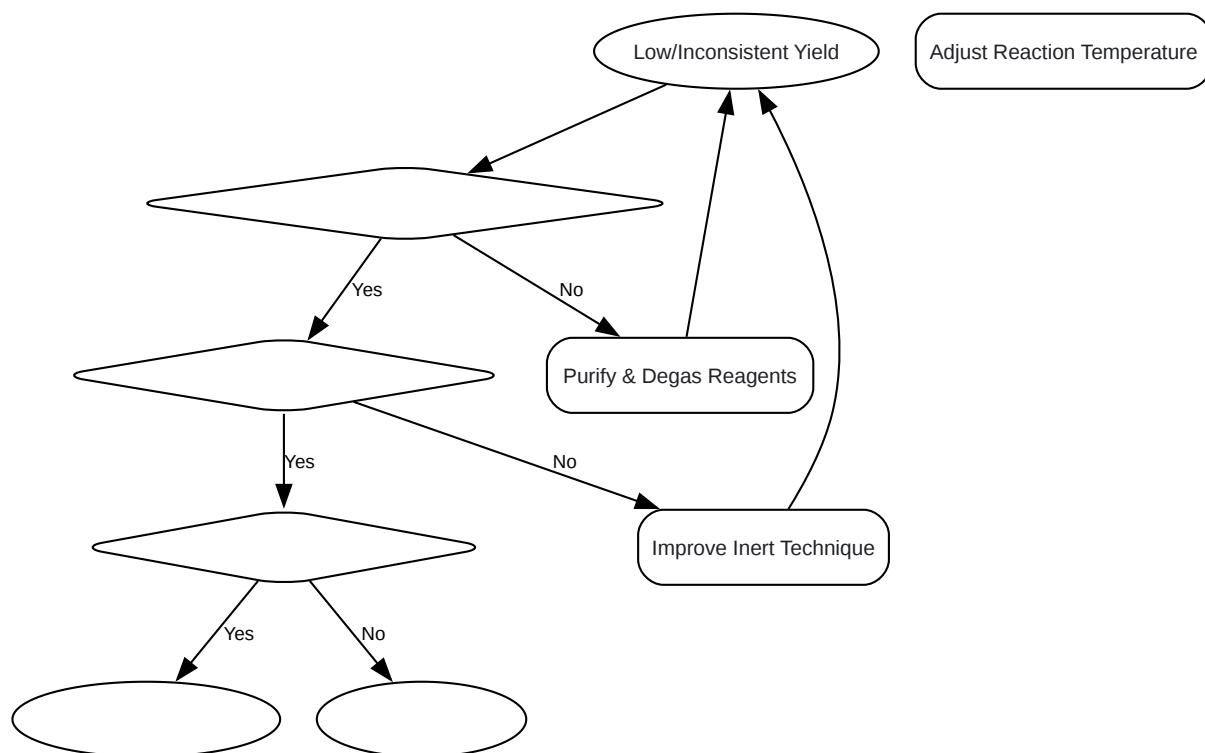 Low/Inconsistent Yield
Adjust Reaction Temperature
Yes
No
Purify & Degas Reagents
Yes
No
Improve Inert Technique
Yes
No